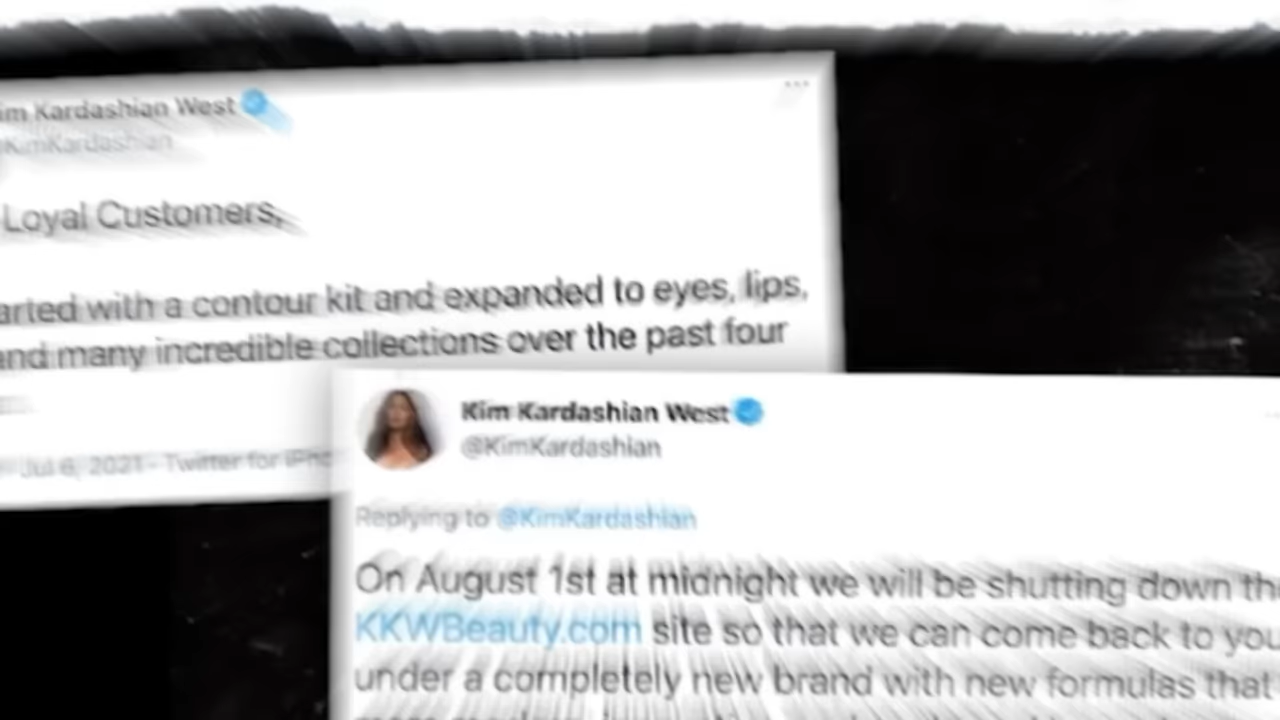 im Kardashian West
@KimKardashian
Loyal Customers,
arted with a contour kit and expanded to eyes, lips,
and many incredible collections over the past four
Jul 6, 2021 · Twitter for iPho
Kim Kardashian West
@KimKardashian
Replying to @KimKardashian
On August 1st at midnight we will be shutting down the
KKWBeauty.com site so that we can come back to you
under a completely new brand with new formulas that